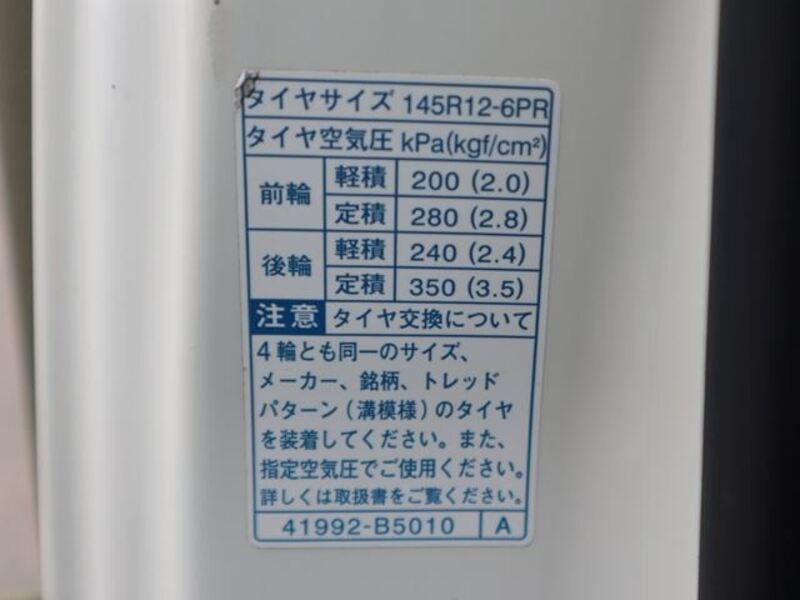 タイヤサイズ 145R12-6PR
タイヤ空気圧 kPa(kgf/cm²)
前輪 軽積 200 (2.0)
定積 280 (2.8)
後輪 軽積 240 (2.4)
定積 350 (3.5)
注意 タイヤ交換について
4輪とも同一のサイズ、
メーカー、銘柄、トレッド
パターン(溝模様)のタイヤ
を装着してください。また、
指定空気圧でご使用ください。
詳しくは取扱書をご覧ください。
41992-B5010 A